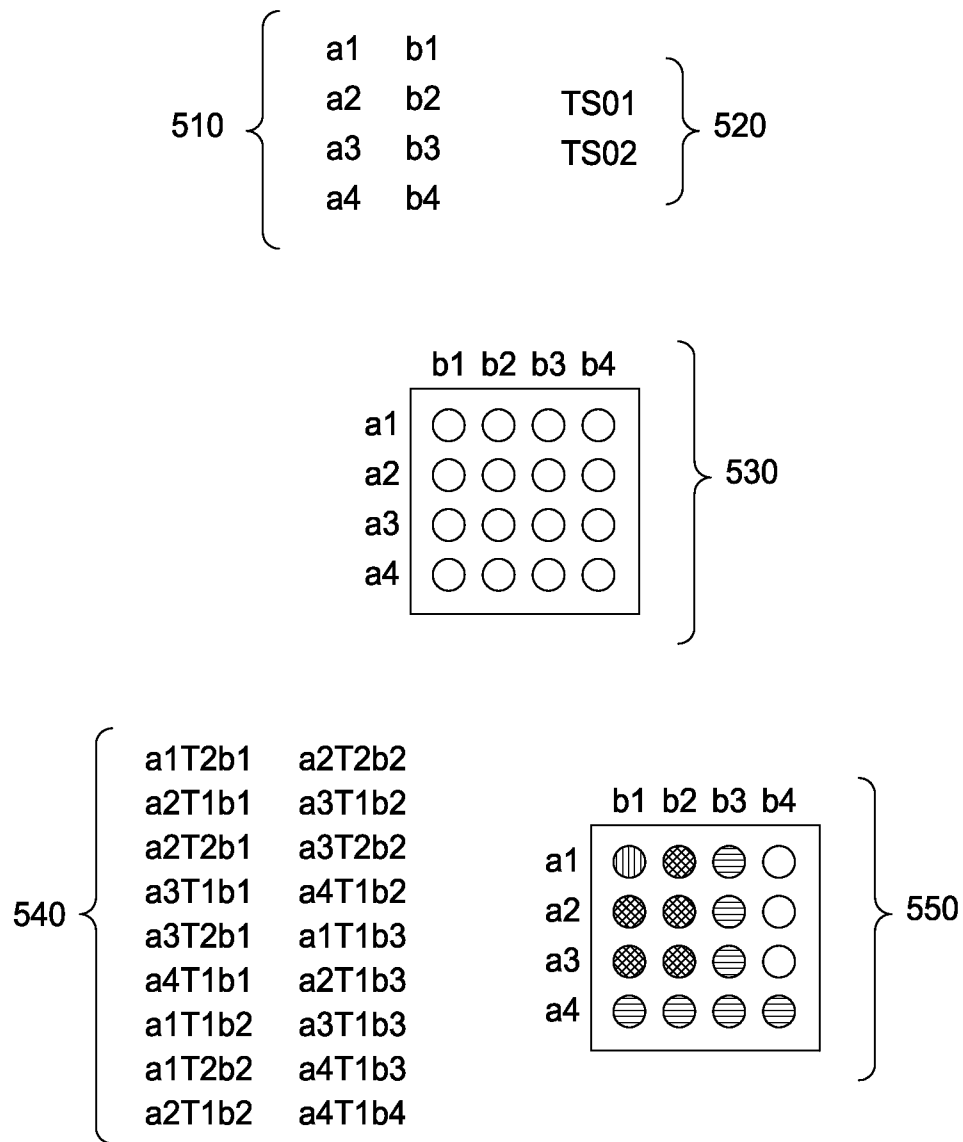 a1 b1
a2 b2 TS01
510 520
a3 b3 TS02
a4 b4
b1 b2 b3 b4
a1
a2
530
a3
a4
a1T2b1 a2T2b2
a2T1b1 a3T1b2
a2T2b1 a3T2b2
a3T1b1 a4T1b2
a3T2b1 a1T1b3
a4T1b1 a2T1b3
a1T1b2 a3T1b3
a1T2b2 a4T1b3
a2T1b2 a4T1b4
540
b1 b2 b3 b4
a1
a2
550
a3
a4